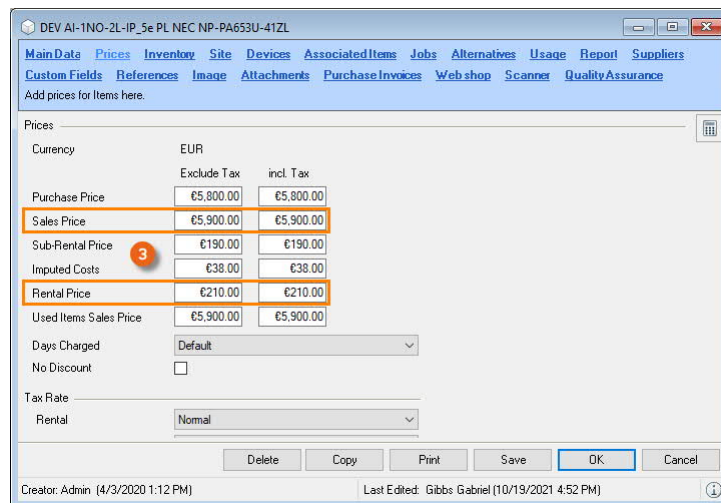 DEV AI-1NO-2L-IP_5e PL NEC NP-PA653U-41ZL
Main Data Prices Inventory Site Devices Associated Items Jobs Alternatives Usage Report Suppliers
Custom Fields References Image Attachments Purchase Invoices Web shop Scanner Quality Assurance
Add prices for Items here.
Prices
Currency EUR
Exclude Tax incl. Tax
Purchase Price €5,800.00 €5,800.00
Sales Price €5,900.00 €5,900.00
Sub-Rental Price €190.00 €190.00
3
Imputed Costs €38.00 €38.00
Rental Price €210.00 €210.00
Used Items Sales Price €5,900.00 €5,900.00
Days Charged Default
No Discount
Tax Rate
Rental Normal
Delete Copy Print Save OK Cancel
Creator: Admin (4/3/2020 1:12 PM) Last Edited: Gibbs Gabriel (10/19/2021 4:52 PM)